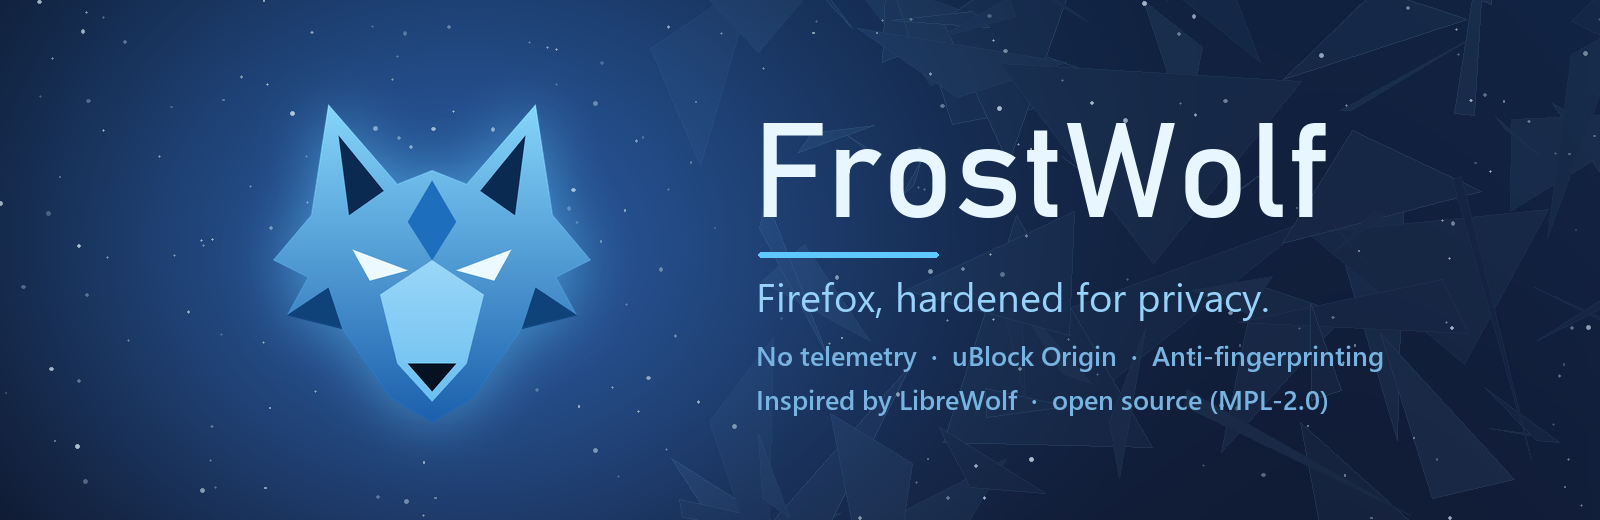 FrostWolf
Firefox, hardened for privacy.
No telemetry · uBlock Origin · Anti-fingerprinting
Inspired by LibreWolf · open source (MPL-2.0)